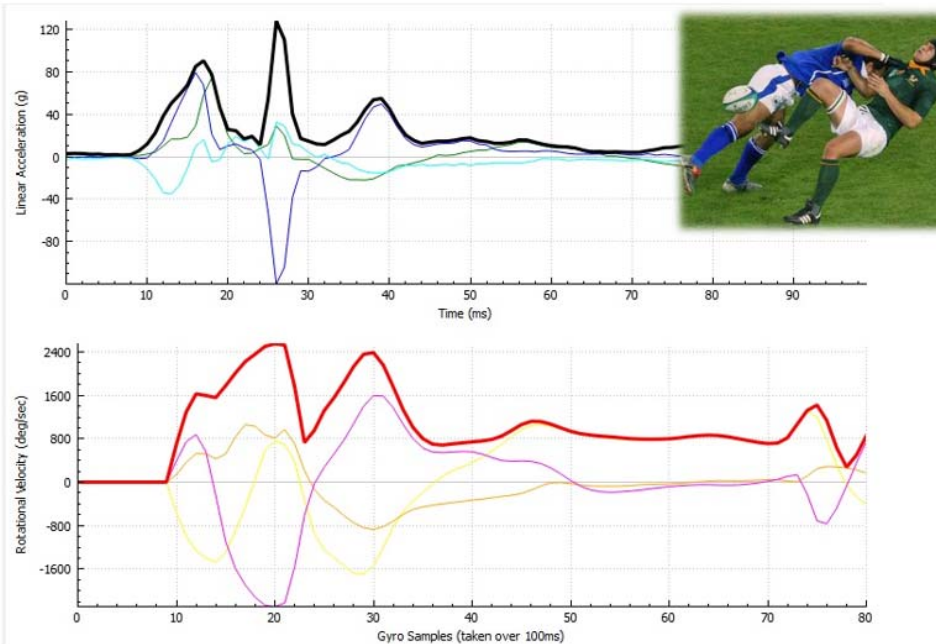 Linear Acceleration (g)
120
80
40
0
-40
-80
0 10 20 30 40 50 60 70 80 90
Time (ms)
Rotational Velocity (deg/sec)
2400
1600
800
0
-800
-1600
0 10 20 30 40 50 60 70 80
Gyro Samples (taken over 100ms)